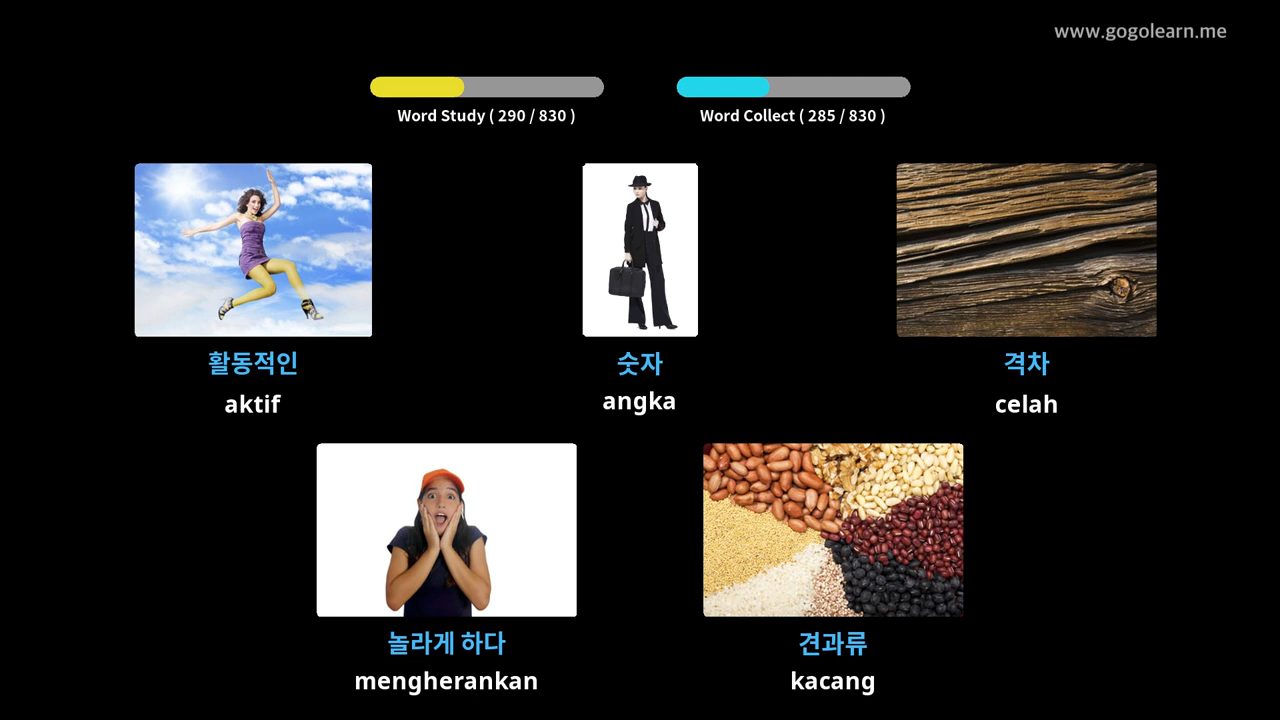 www.gogolearn.me
Word Study ( 290 / 830 )
Word Collect ( 285 / 830 )
활동적인
aktif
숫자
angka
격차
celah
놀라게 하다
mengherankan
견과류
kacang